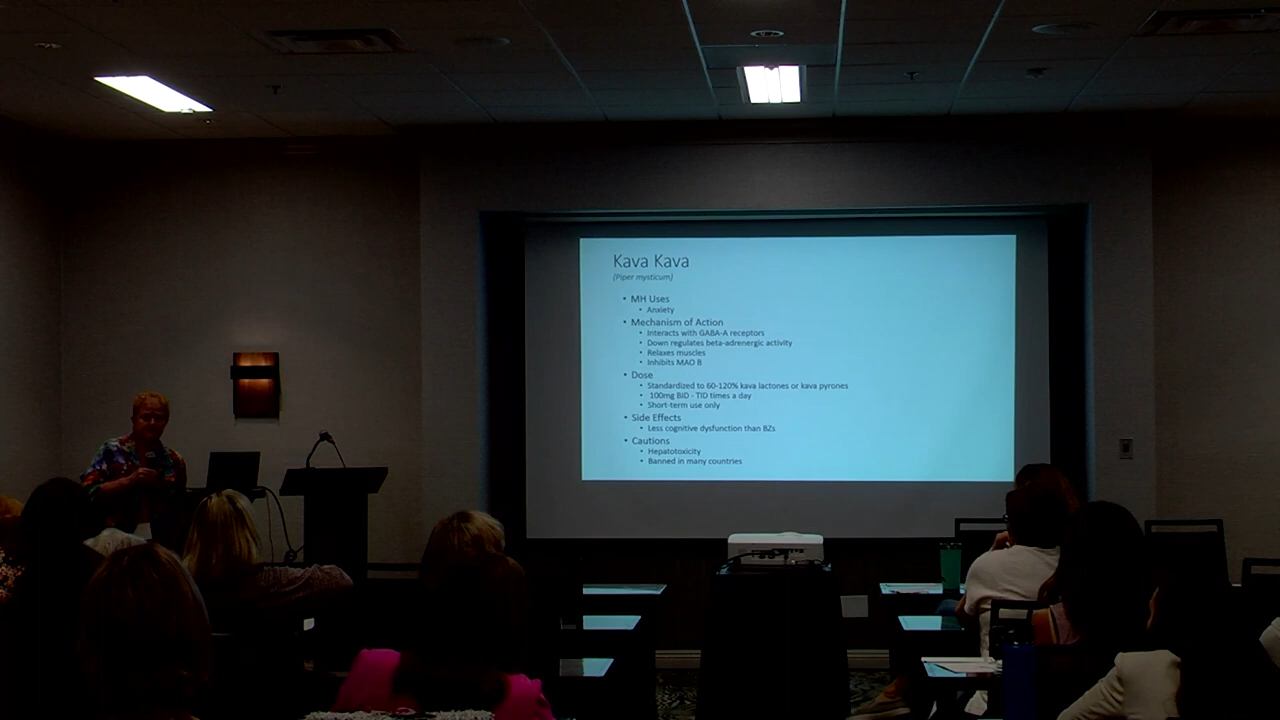 Kava Kava
(Piper mysticum)
• MH Uses
• Anxiety
• Mechanism of Action
• Interacts with GABA-A receptors
• Down regulates beta-adrenergic activity
• Relaxes muscles
• Inhibits MAO B
• Dose
• Standardized to 60-120% kava lactones or kava pyrones
• 100mg BID - TID times a day
• Short-term use only
• Side Effects
• Less cognitive dysfunction than BZs
• Cautions
• Hepatotoxicity
• Banned in many countries